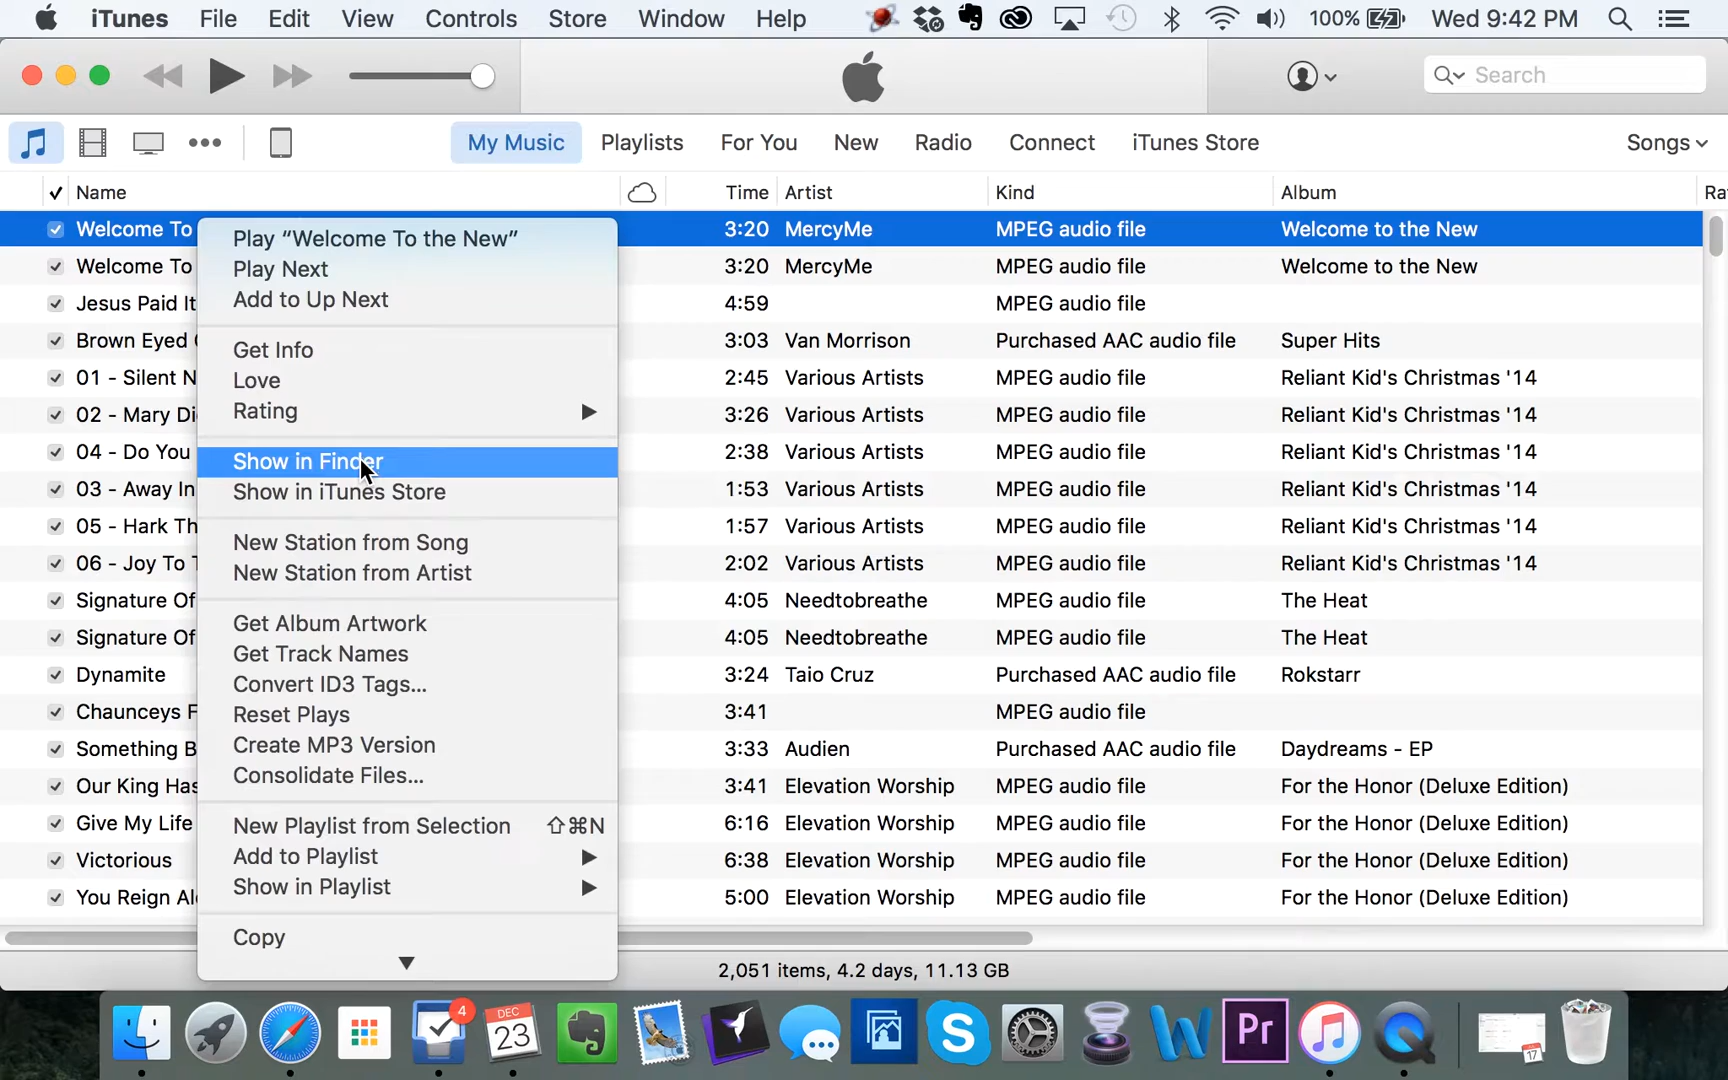 iTunes File Edit View Controls Store Window Help 100% Wed 9:42 PM
Search
My Music Playlists For You New Radio Connect iTunes Store Songs
Name Time Artist Kind Album Ra
Welcome To 3:20 MercyMe MPEG audio file Welcome to the New
Play “Welcome To the New”
Welcome To 3:20 MercyMe MPEG audio file Welcome to the New
Play Next
Add to Up Next
Jesus Paid It 4:59 MPEG audio file
Brown Eyed 3:03 Van Morrison Purchased AAC audio file Super Hits
Get Info
01 - Silent N 2:45 Various Artists MPEG audio file Reliant Kid's Christmas '14
Love
02 - Mary Di 3:26 Various Artists MPEG audio file Reliant Kid's Christmas '14
Rating
04 - Do You 2:38 Various Artists MPEG audio file Reliant Kid's Christmas '14
Show in Finder
03 - Away In 1:53 Various Artists MPEG audio file Reliant Kid's Christmas '14
Show in iTunes Store
05 - Hark Th 1:57 Various Artists MPEG audio file Reliant Kid's Christmas '14
New Station from Song
06 - Joy To T 2:02 Various Artists MPEG audio file Reliant Kid's Christmas '14
New Station from Artist
Signature Of 4:05 Needtobreathe MPEG audio file The Heat
Get Album Artwork
Signature Of 4:05 Needtobreathe MPEG audio file The Heat
Get Track Names
Dynamite 3:24 Taio Cruz Purchased AAC audio file Rokstarr
Convert ID3 Tags...
Chaunceys F 3:41 MPEG audio file
Reset Plays
Something B 3:33 Audien Purchased AAC audio file Daydreams - EP
Create MP3 Version
Our King Has 3:41 Elevation Worship MPEG audio file For the Honor (Deluxe Edition)
Consolidate Files...
Give My Life 6:16 Elevation Worship MPEG audio file For the Honor (Deluxe Edition)
New Playlist from Selection ⇧⌘N
Victorious 6:38 Elevation Worship MPEG audio file For the Honor (Deluxe Edition)
Add to Playlist
You Reign Al 5:00 Elevation Worship MPEG audio file For the Honor (Deluxe Edition)
Show in Playlist
Copy
2,051 items, 4.2 days, 11.13 GB
4
DEC
23
S
W
Pr
17